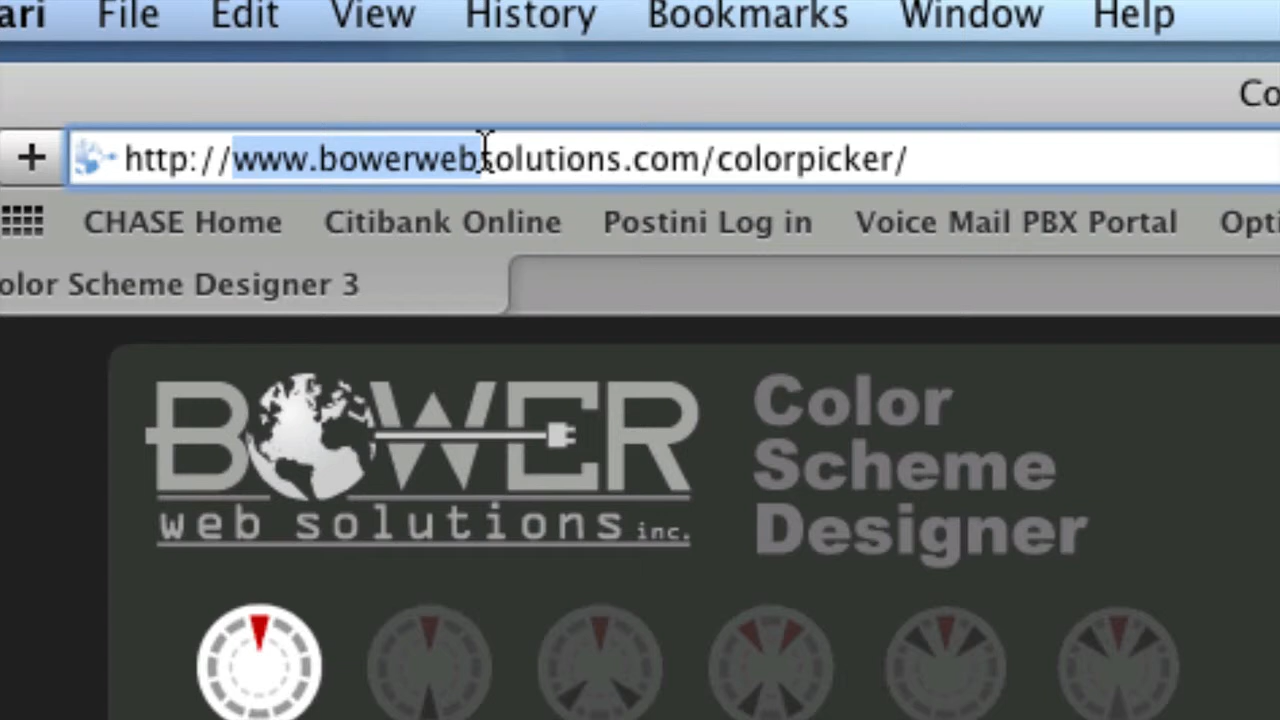 ari File Edit View History Bookmarks Window Help
Co
+ http://www.bowerwebsolutions.com/colorpicker/
CHASE Home Citibank Online Postini Log in Voice Mail PBX Portal Opti
olor Scheme Designer 3
BOWER
web solutions inc.
Color
Scheme
Designer